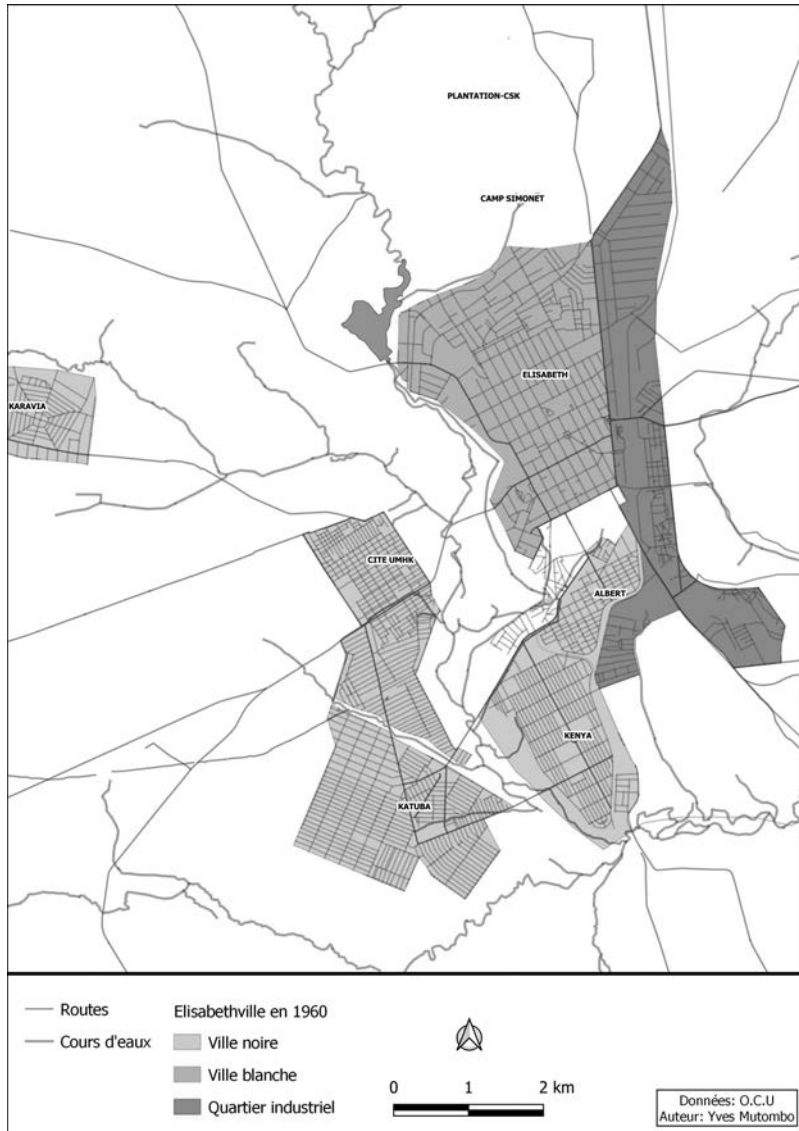 PLANTATION-CSK
CAMP SIMONET
ELISABETH
KARAVIA
CITE UMHK
ALBERT
KENYA
KATUBA
Routes
Cours d'eaux
Elisabethville en 1960
Ville noire
Ville blanche
Quartier industriel
0 1 2 km
Données: O.C.U
Auteur: Yves Mutombo